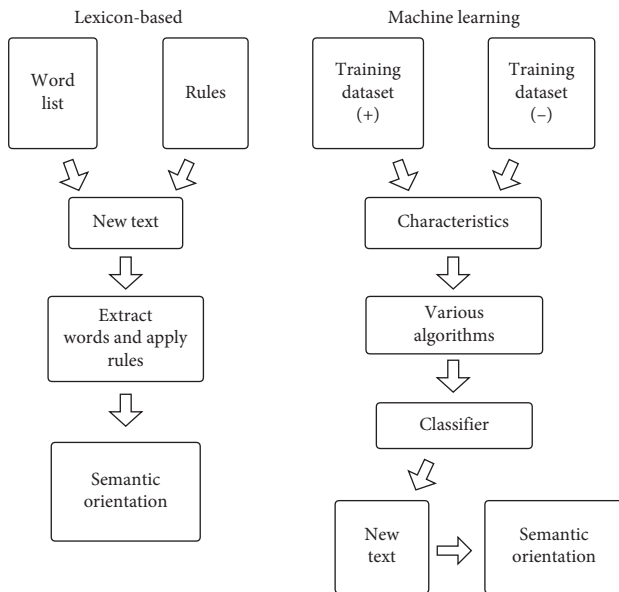 Lexicon-based
Word
list
Rules
New text
Extract
words and apply
rules
Semantic
orientation
Machine learning
Training
dataset
(+)
Training
dataset
(–)
Characteristics
Various
algorithms
Classifier
New
text
Semantic
orientation